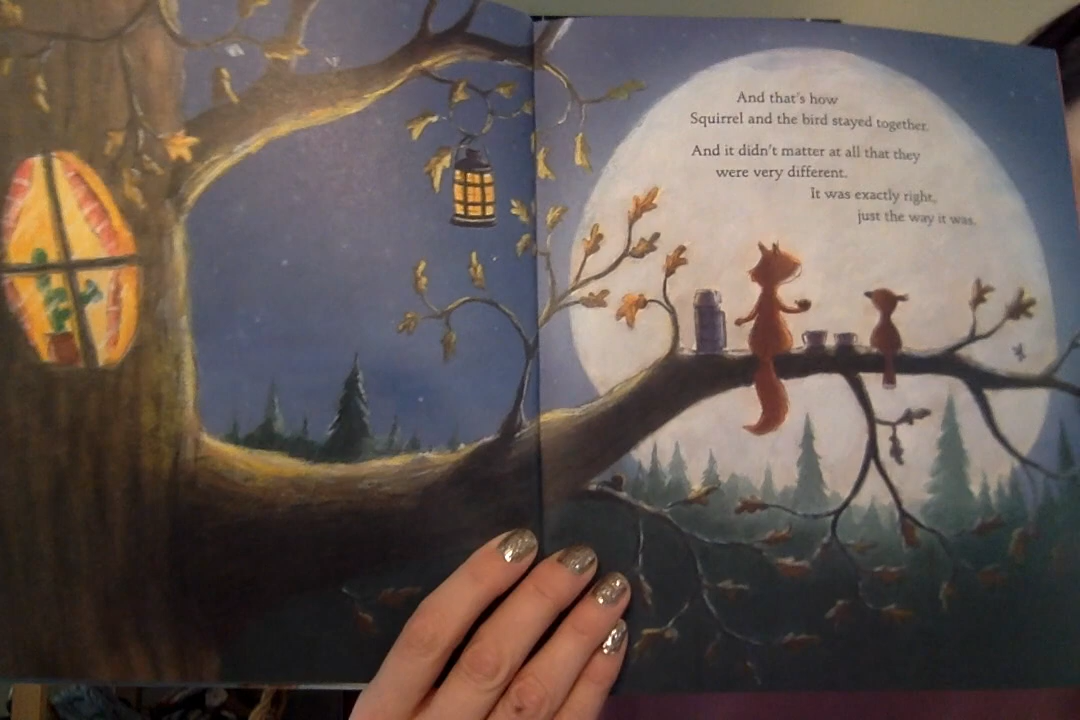 And that's how
Squirrel and the bird stayed together.
And it didn't matter at all that they
were very different.
It was exactly right,
just the way it was.